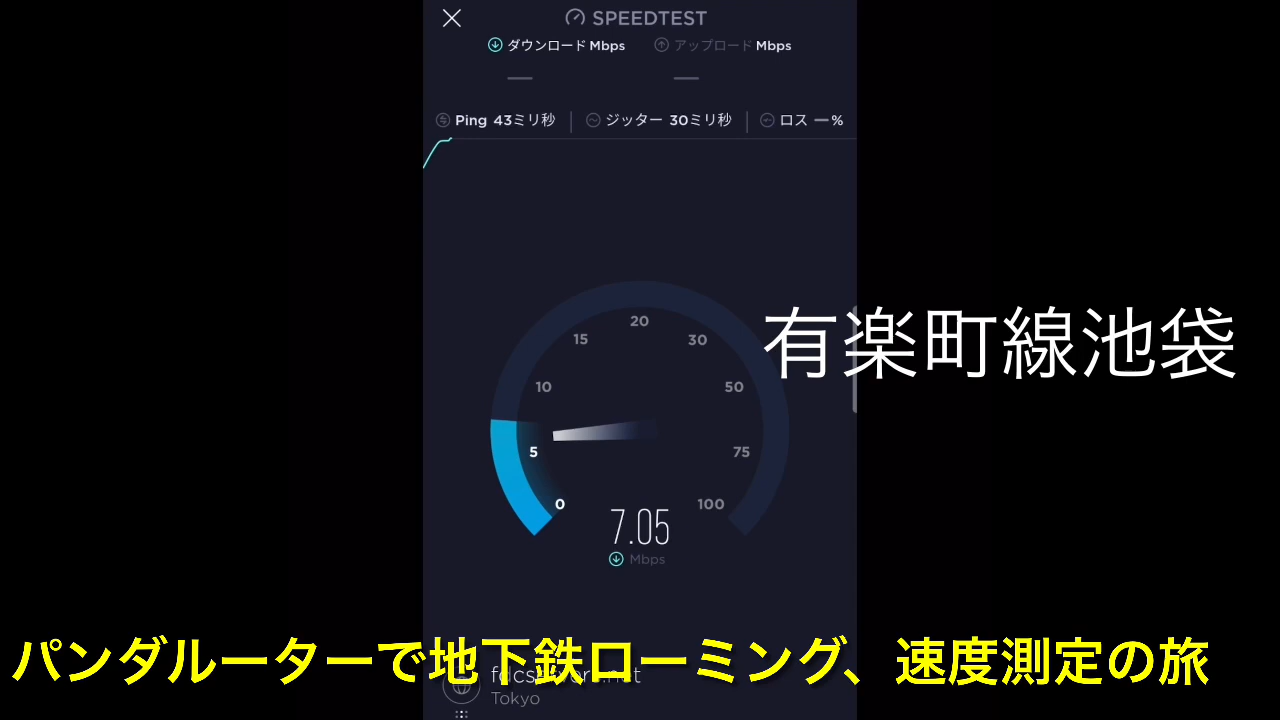 SPEEDTEST
ダウンロード Mbps アップロード Mbps
Ping 43ミリ秒 ジッター 30ミリ秒 ロス —%
20
15 30
10 50
5 75
0 100
有楽町線池袋
7.05
Mbps
パンダルーターで地下鉄ローミング、速度測定の旅
Tokyo